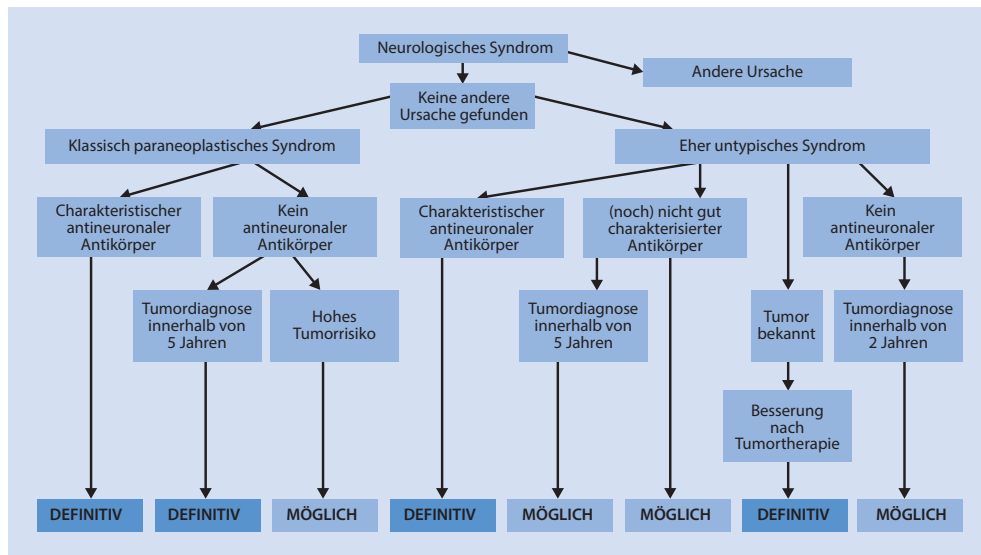 Neurologisches Syndrom
Andere Ursache
Keine andere
Ursache gefunden
Klassisch paraneoplastisches Syndrom
Eher untypisches Syndrom
Charakteristischer
antineuronaler
Antikörper
Kein
antineuronaler
Antikörper
Charakteristischer
antineuronaler
Antikörper
(noch) nicht gut
charakterisierter
Antikörper
Kein
antineuronaler
Antikörper
Tumordiagnose
innerhalb von
5 Jahren
Hohes
Tumorrisiko
Tumordiagnose
innerhalb von
5 Jahren
Tumor
bekannt
Tumordiagnose
innerhalb von
2 Jahren
Besserung
nach
Tumortherapie
DEFINITIV
DEFINITIV
MÖGLICH
DEFINITIV
MÖGLICH
MÖGLICH
DEFINITIV
MÖGLICH